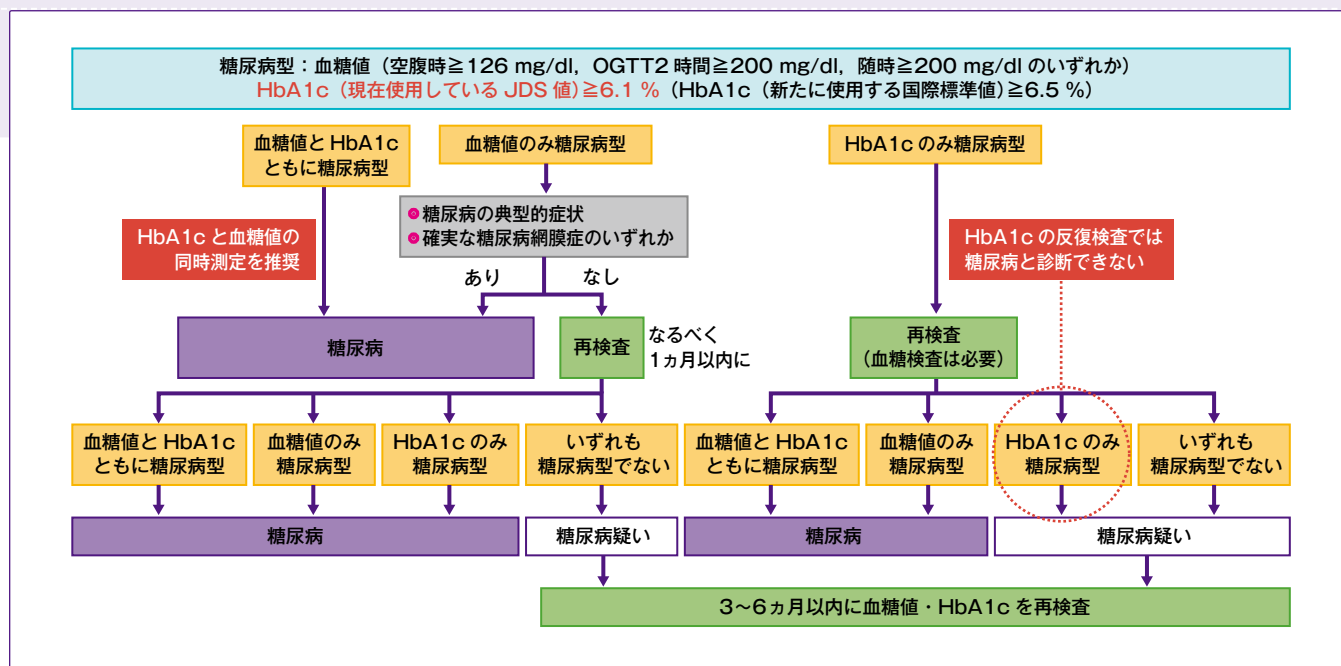 糖尿病型：血糖値（空腹時≧126 mg/dl，OGTT2 時間≧200 mg/dl，随時≧200 mg/dl のいずれか）
HbA1c（現在使用している JDS 値）≧6.1 %（HbA1c（新たに使用する国際標準値）≧6.5 %）
血糖値と HbA1c
ともに糖尿病型
血糖値のみ糖尿病型
HbA1c のみ糖尿病型
糖尿病の典型的症状
確実な糖尿病網膜症のいずれか
HbA1c と血糖値の
同時測定を推奨
HbA1c の反復検査では
糖尿病と診断できない
あり
なし
糖尿病
再検査
なるべく
1ヵ月以内に
再検査
（血糖検査は必要）
血糖値と HbA1c
ともに糖尿病型
血糖値のみ
糖尿病型
HbA1c のみ
糖尿病型
いずれも
糖尿病型でない
血糖値と HbA1c
ともに糖尿病型
血糖値のみ
糖尿病型
HbA1c のみ
糖尿病型
いずれも
糖尿病型でない
糖尿病
糖尿病疑い
糖尿病
糖尿病疑い
3〜6ヵ月以内に血糖値・HbA1c を再検査